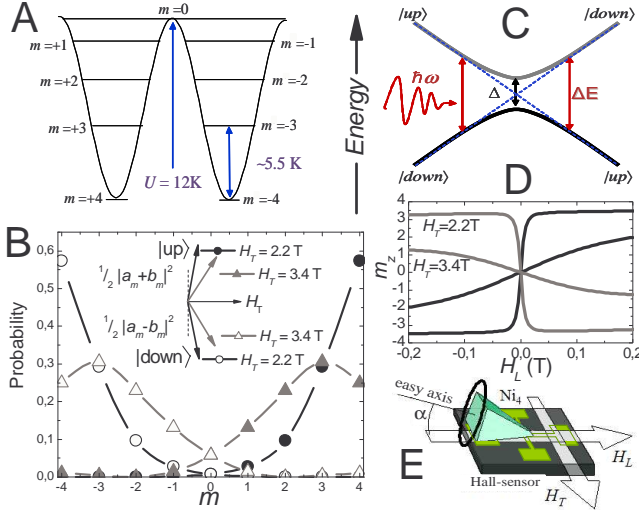 A
m=0
m=+1
m=-1
m=+2
m=-2
m=+3
m=-3
~5.5 K
U = 12K
m=+4
m=-4
Energy
C
|up⟩
|down⟩
ħω
Δ
ΔE
|down⟩
|up⟩
B
Probability
0,6
0,5
0,4
0,3
0,2
0,1
0,0
-4 -3 -2 -1 0 1 2 3 4
m
|up⟩
H_T = 2.2 T
1/2 |a_m+b_m|^2
H_T = 3.4 T
H_T
1/2 |a_m-b_m|^2
H_T = 3.4 T
|down⟩
H_T = 2.2 T
D
m_z
4
3
2
1
0
-1
-2
-3
-4
H_T=2.2T
H_T=3.4T
-0,2 -0,1 0,0 0,1 0,2
H_L (T)
E
easy axis
α
Ni_4
Hall-sensor
H_L
H_T